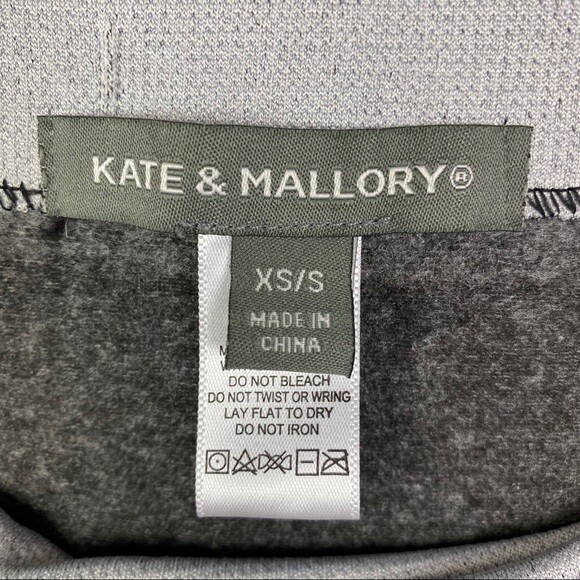 KATE & MALLORY®
XS/S
MADE IN
CHINA
DO NOT BLEACH
DO NOT TWIST OR WRING
LAY FLAT TO DRY
DO NOT IRON